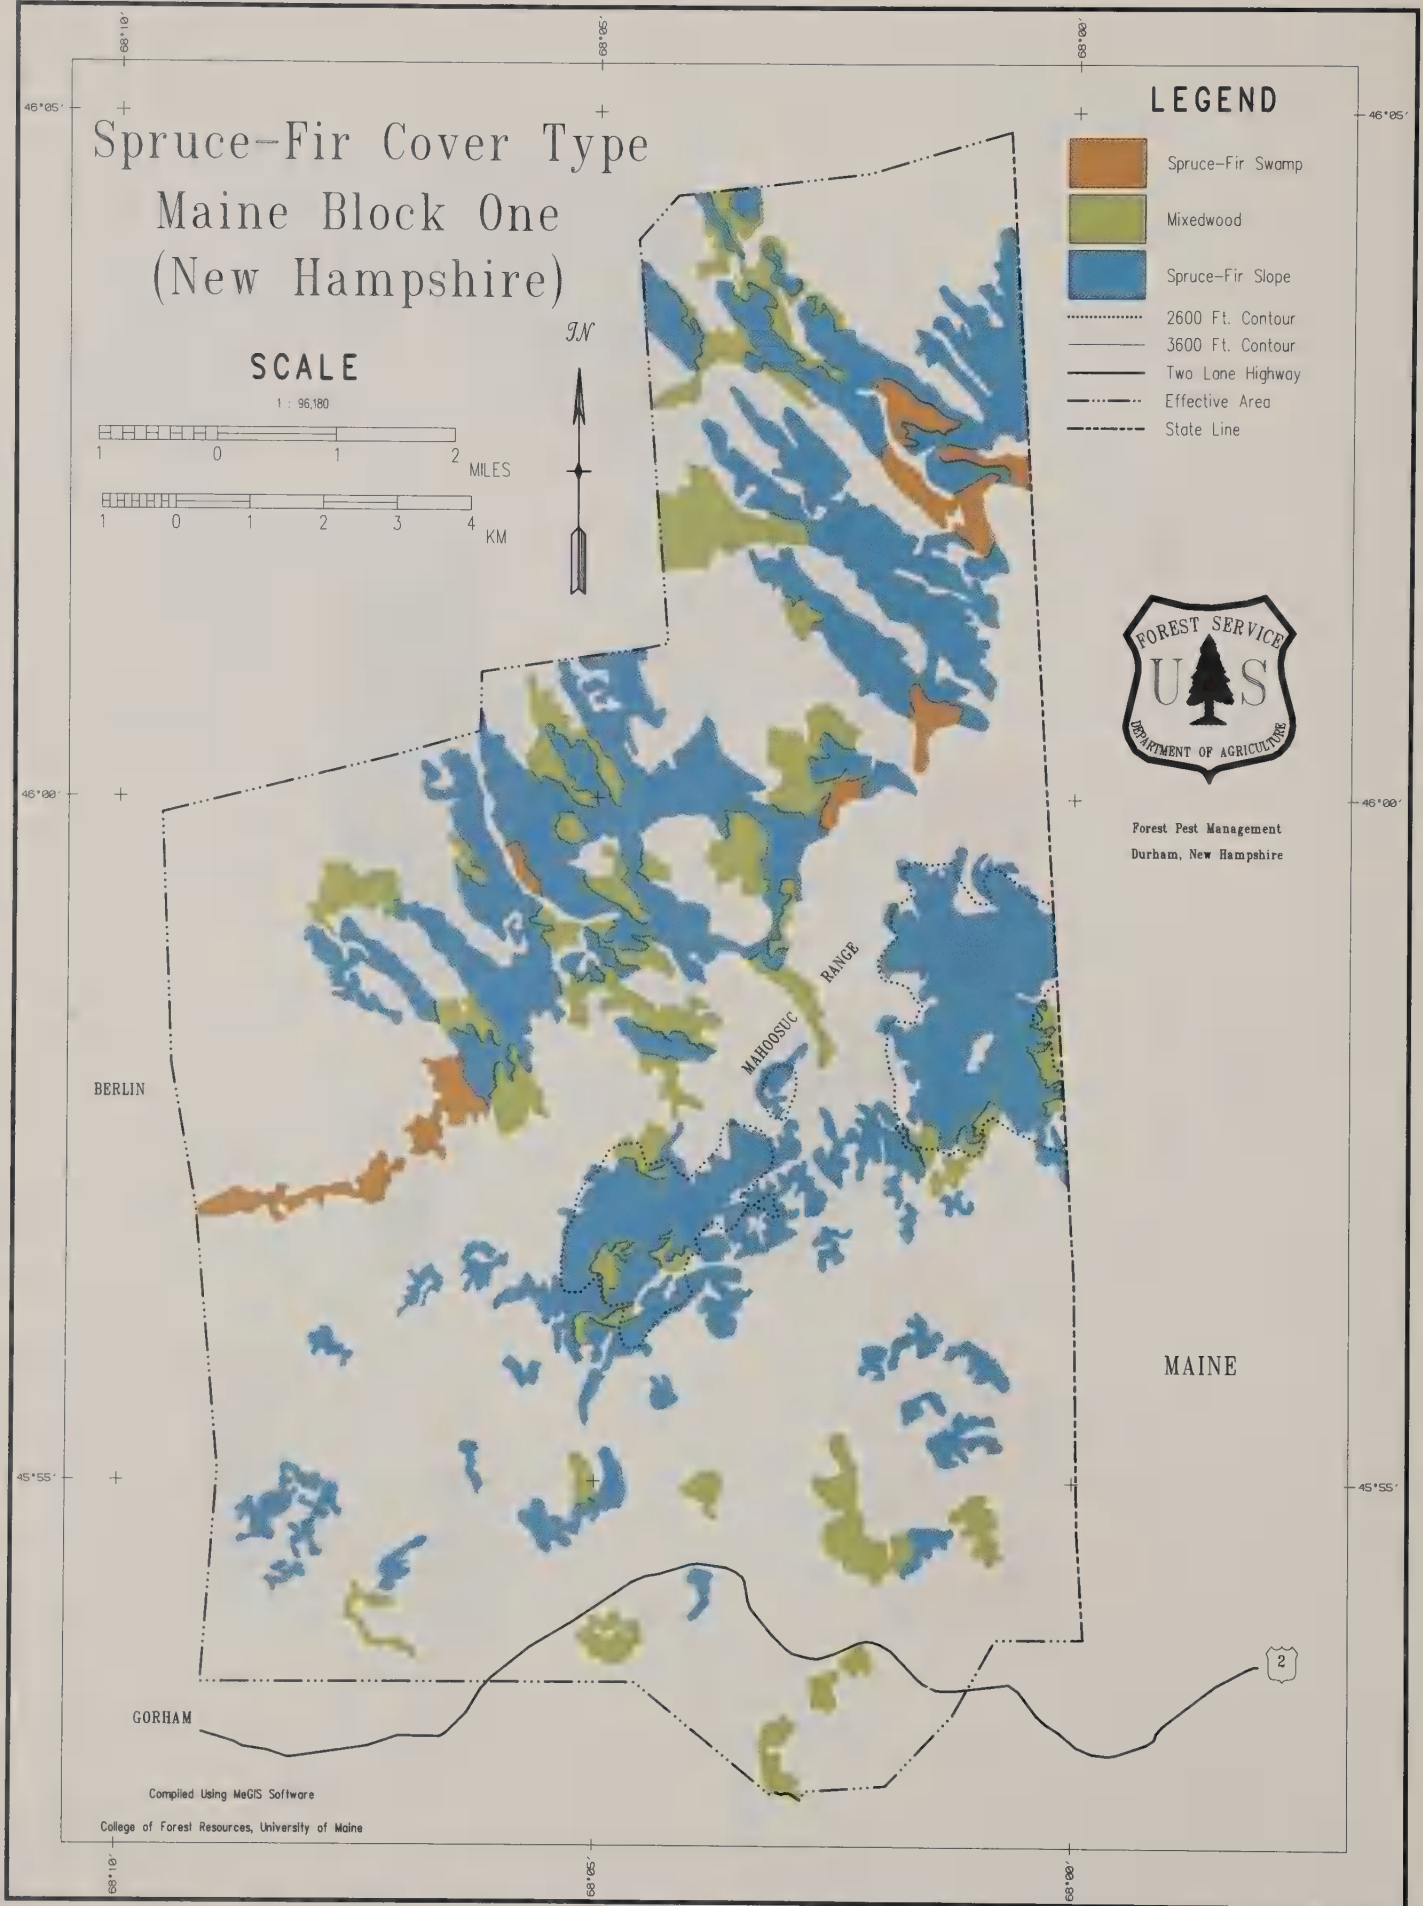 68°10'
68°05'
68°00'
46°05'
46°05'
Spruce-Fir Cover Type
Maine Block One
(New Hampshire)
LEGEND
Spruce-Fir Swamp
Mixedwood
Spruce-Fir Slope
2600 Ft. Contour
3600 Ft. Contour
Two Lane Highway
Effective Area
State Line
SCALE
1 : 96,180
1 0 1 2
MILES
1 0 1 2 3 4
KM
N
FOREST SERVICE
U S
DEPARTMENT OF AGRICULTURE
46°00'
46°00'
Forest Pest Management
Durham, New Hampshire
MAHOOSUC RANGE
BERLIN
MAINE
45°55'
45°55'
2
GORHAM
Compiled Using MeGIS Software
College of Forest Resources, University of Maine
68°10'
68°05'
68°00'